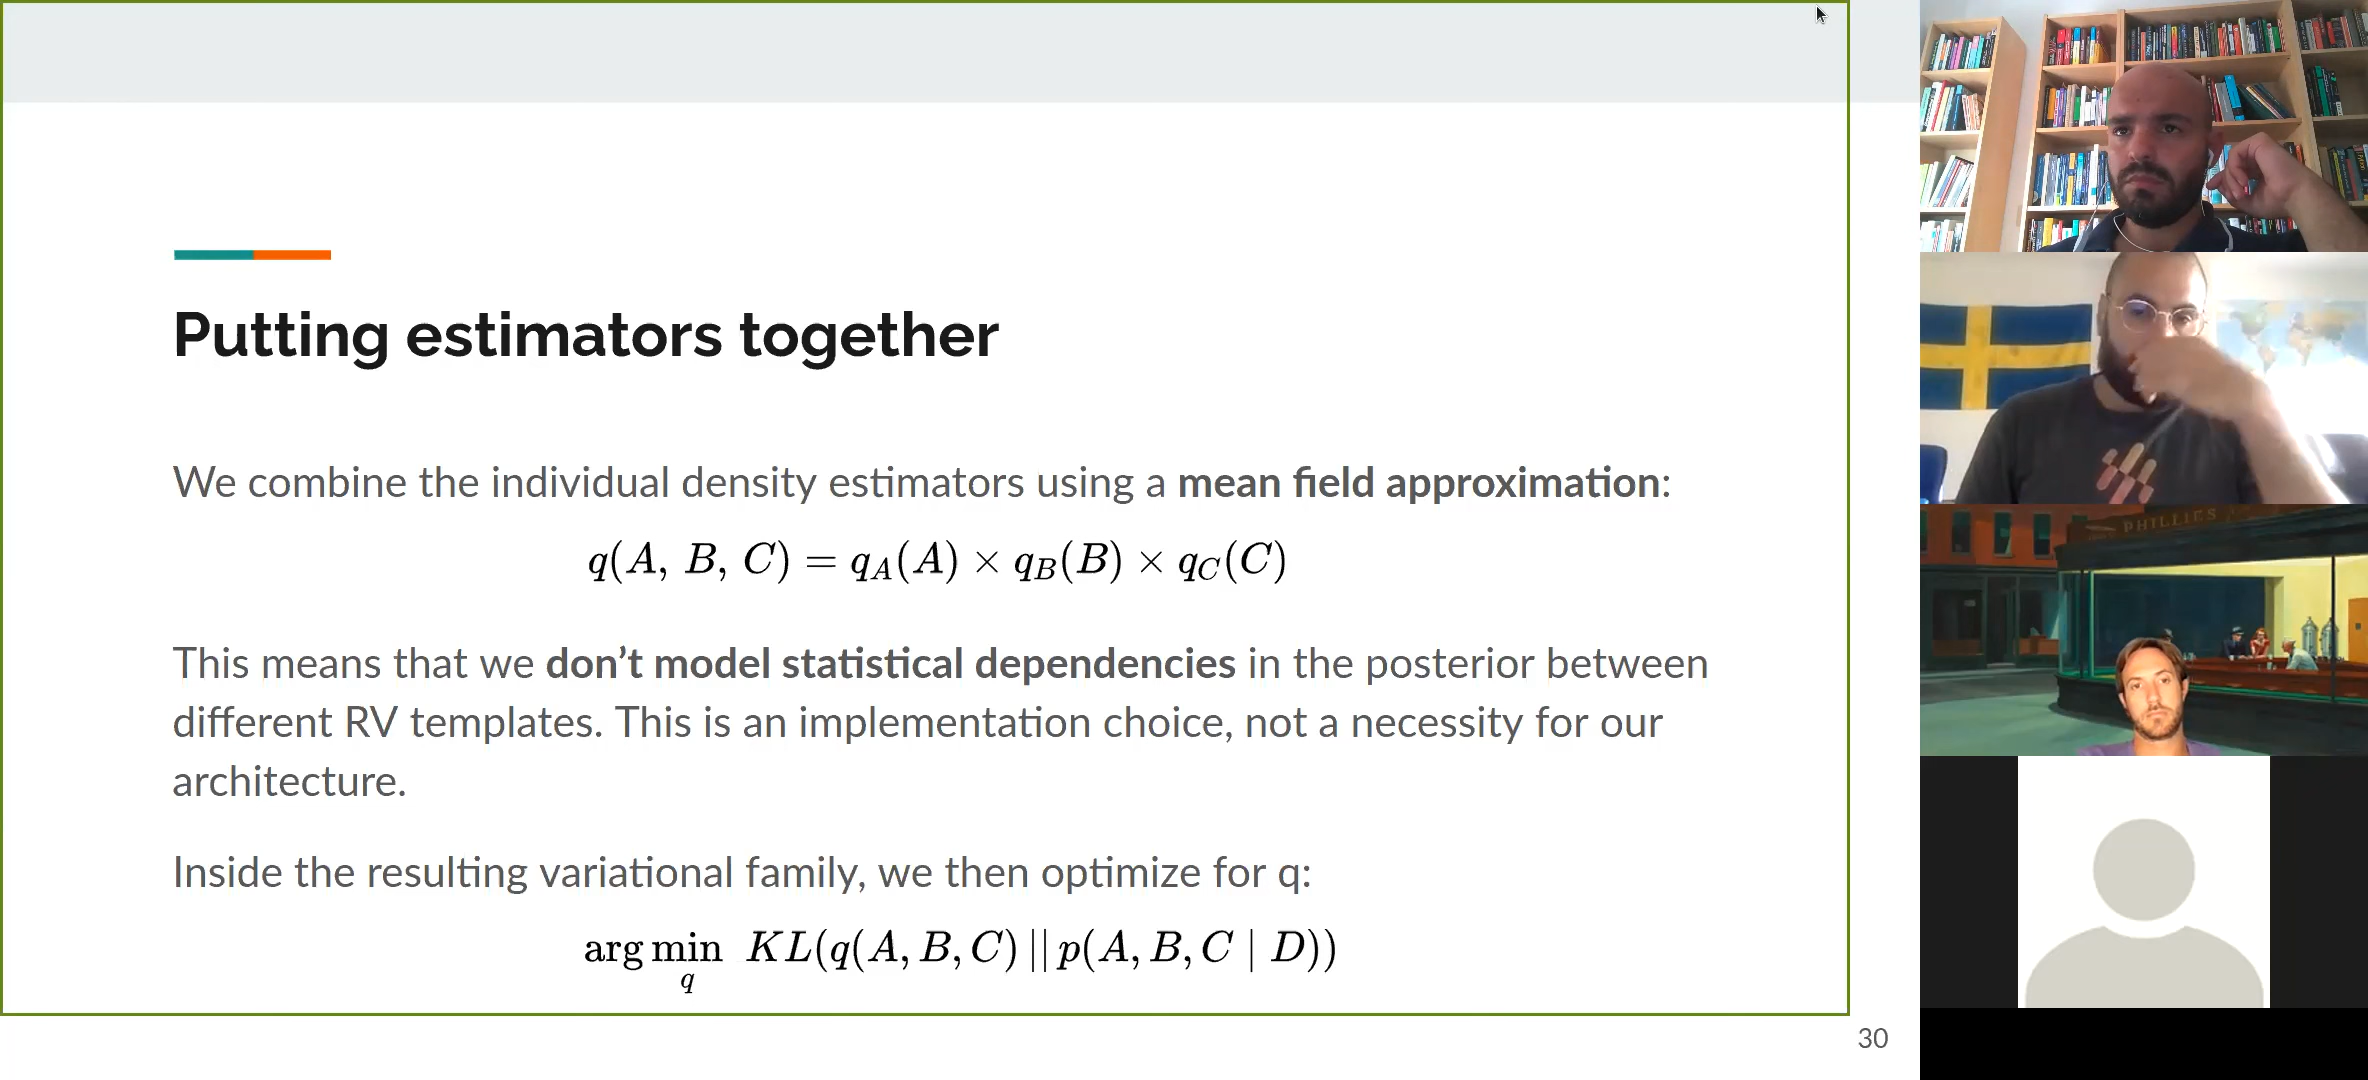 Putting estimators together
We combine the individual density estimators using a mean field approximation:
q(A, B, C) = q_A(A) × q_B(B) × q_C(C)
This means that we don’t model statistical dependencies in the posterior between
different RV templates. This is an implementation choice, not a necessity for our
architecture.
Inside the resulting variational family, we then optimize for q:
arg min KL(q(A, B, C) || p(A, B, C | D))
q
30
PHILLIES